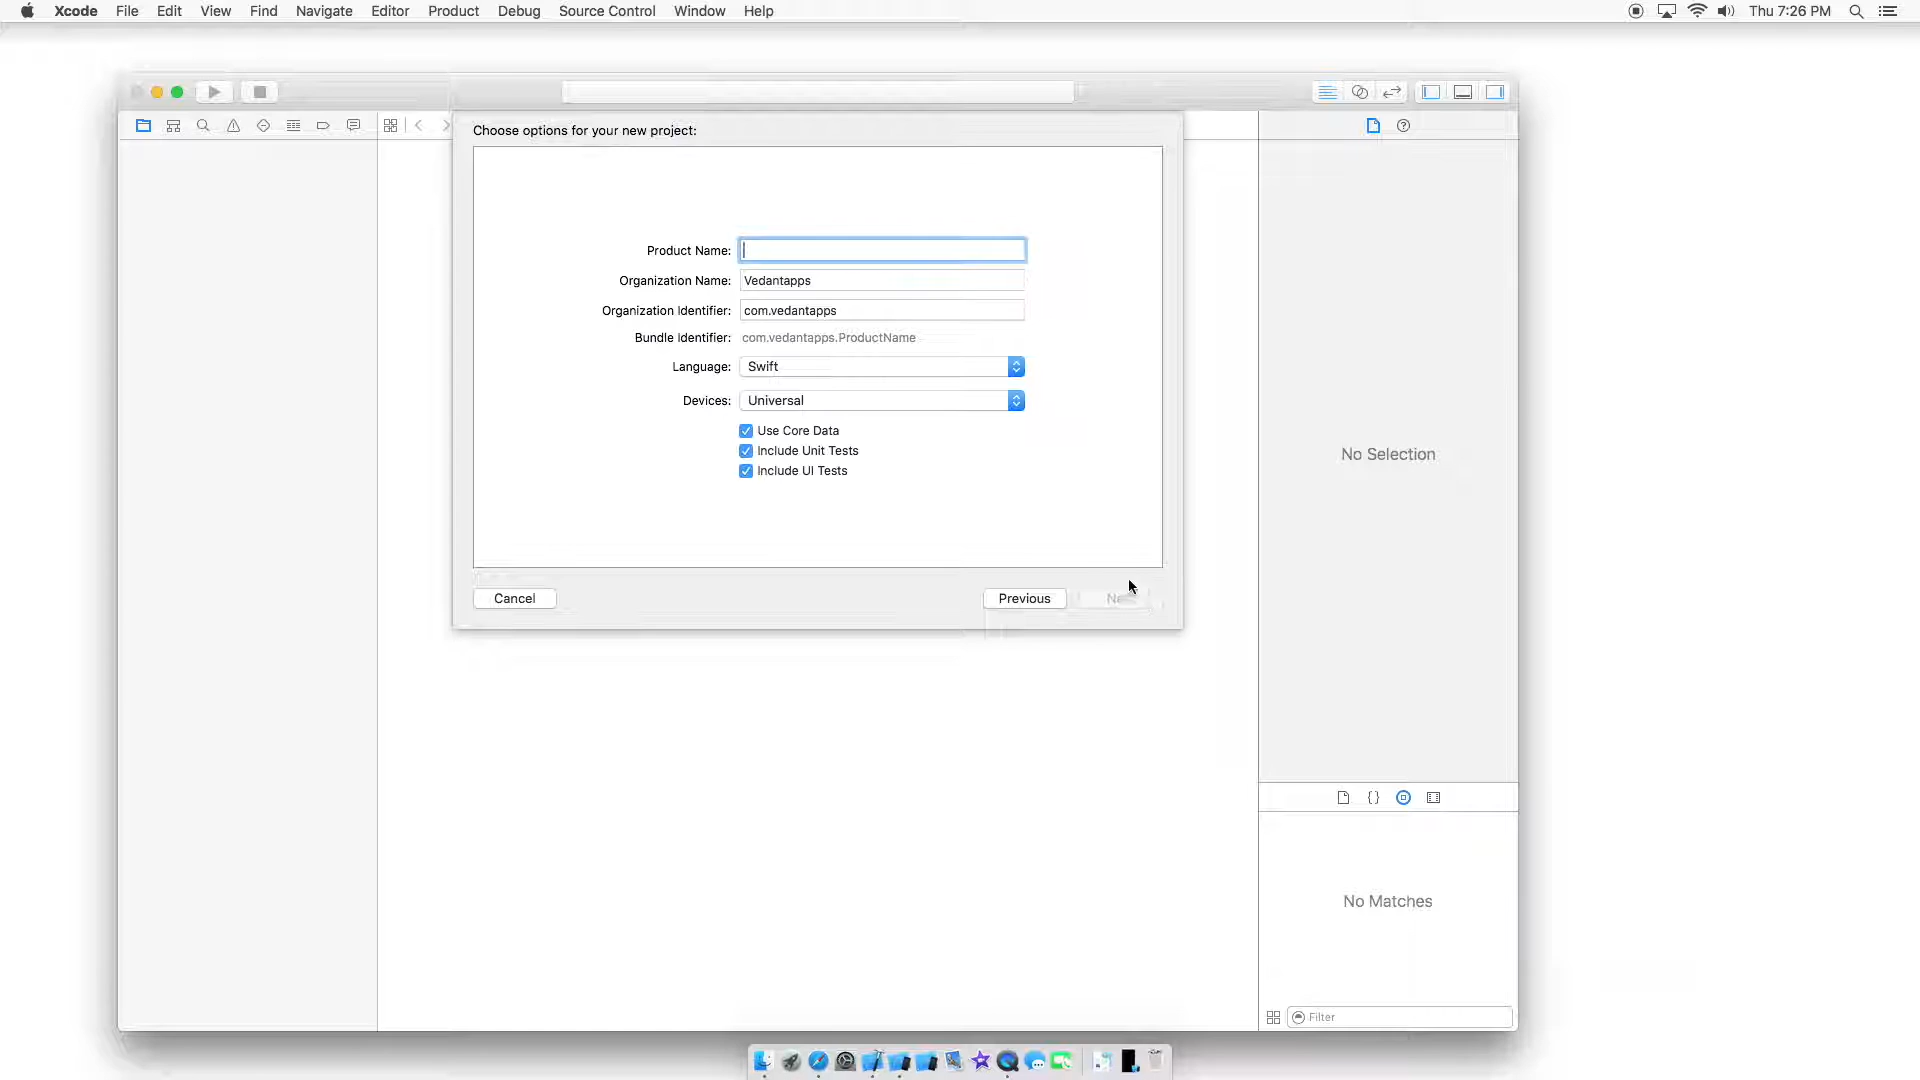 Xcode File Edit View Find Navigate Editor Product Debug Source Control Window Help
Thu 7:26 PM
Choose options for your new project:
Product Name:
Organization Name: Vedantapps
Organization Identifier: com.vedantapps
Bundle Identifier: com.vedantapps.ProductName
Language: Swift
Devices: Universal
Use Core Data
Include Unit Tests
Include UI Tests
Cancel
Previous
No Selection
No Matches
Filter